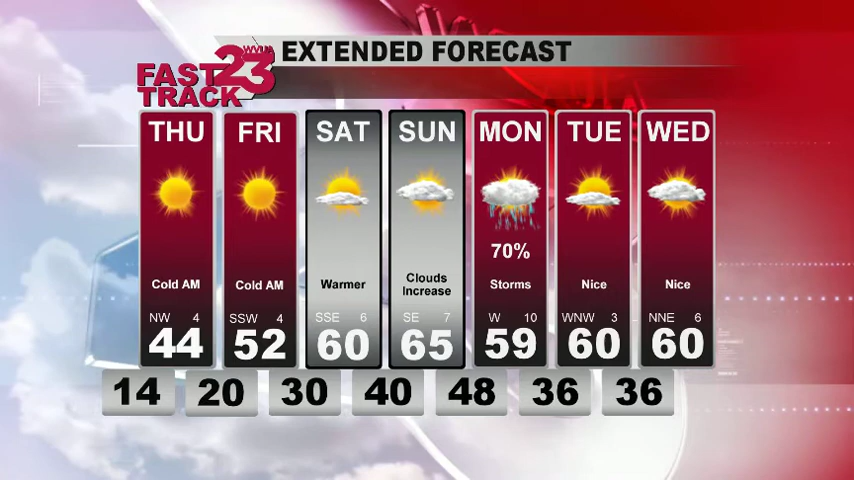 WVUA
23
FAST
TRACK
EXTENDED FORECAST
THU
Cold AM
NW 4
44
FRI
Cold AM
SSW 4
52
SAT
Warmer
SSE 6
60
SUN
Clouds
Increase
SE 7
65
MON
70%
Storms
W 10
59
TUE
Nice
WNW 3
60
WED
Nice
NNE 6
60
14 20 30 40 48 36 36